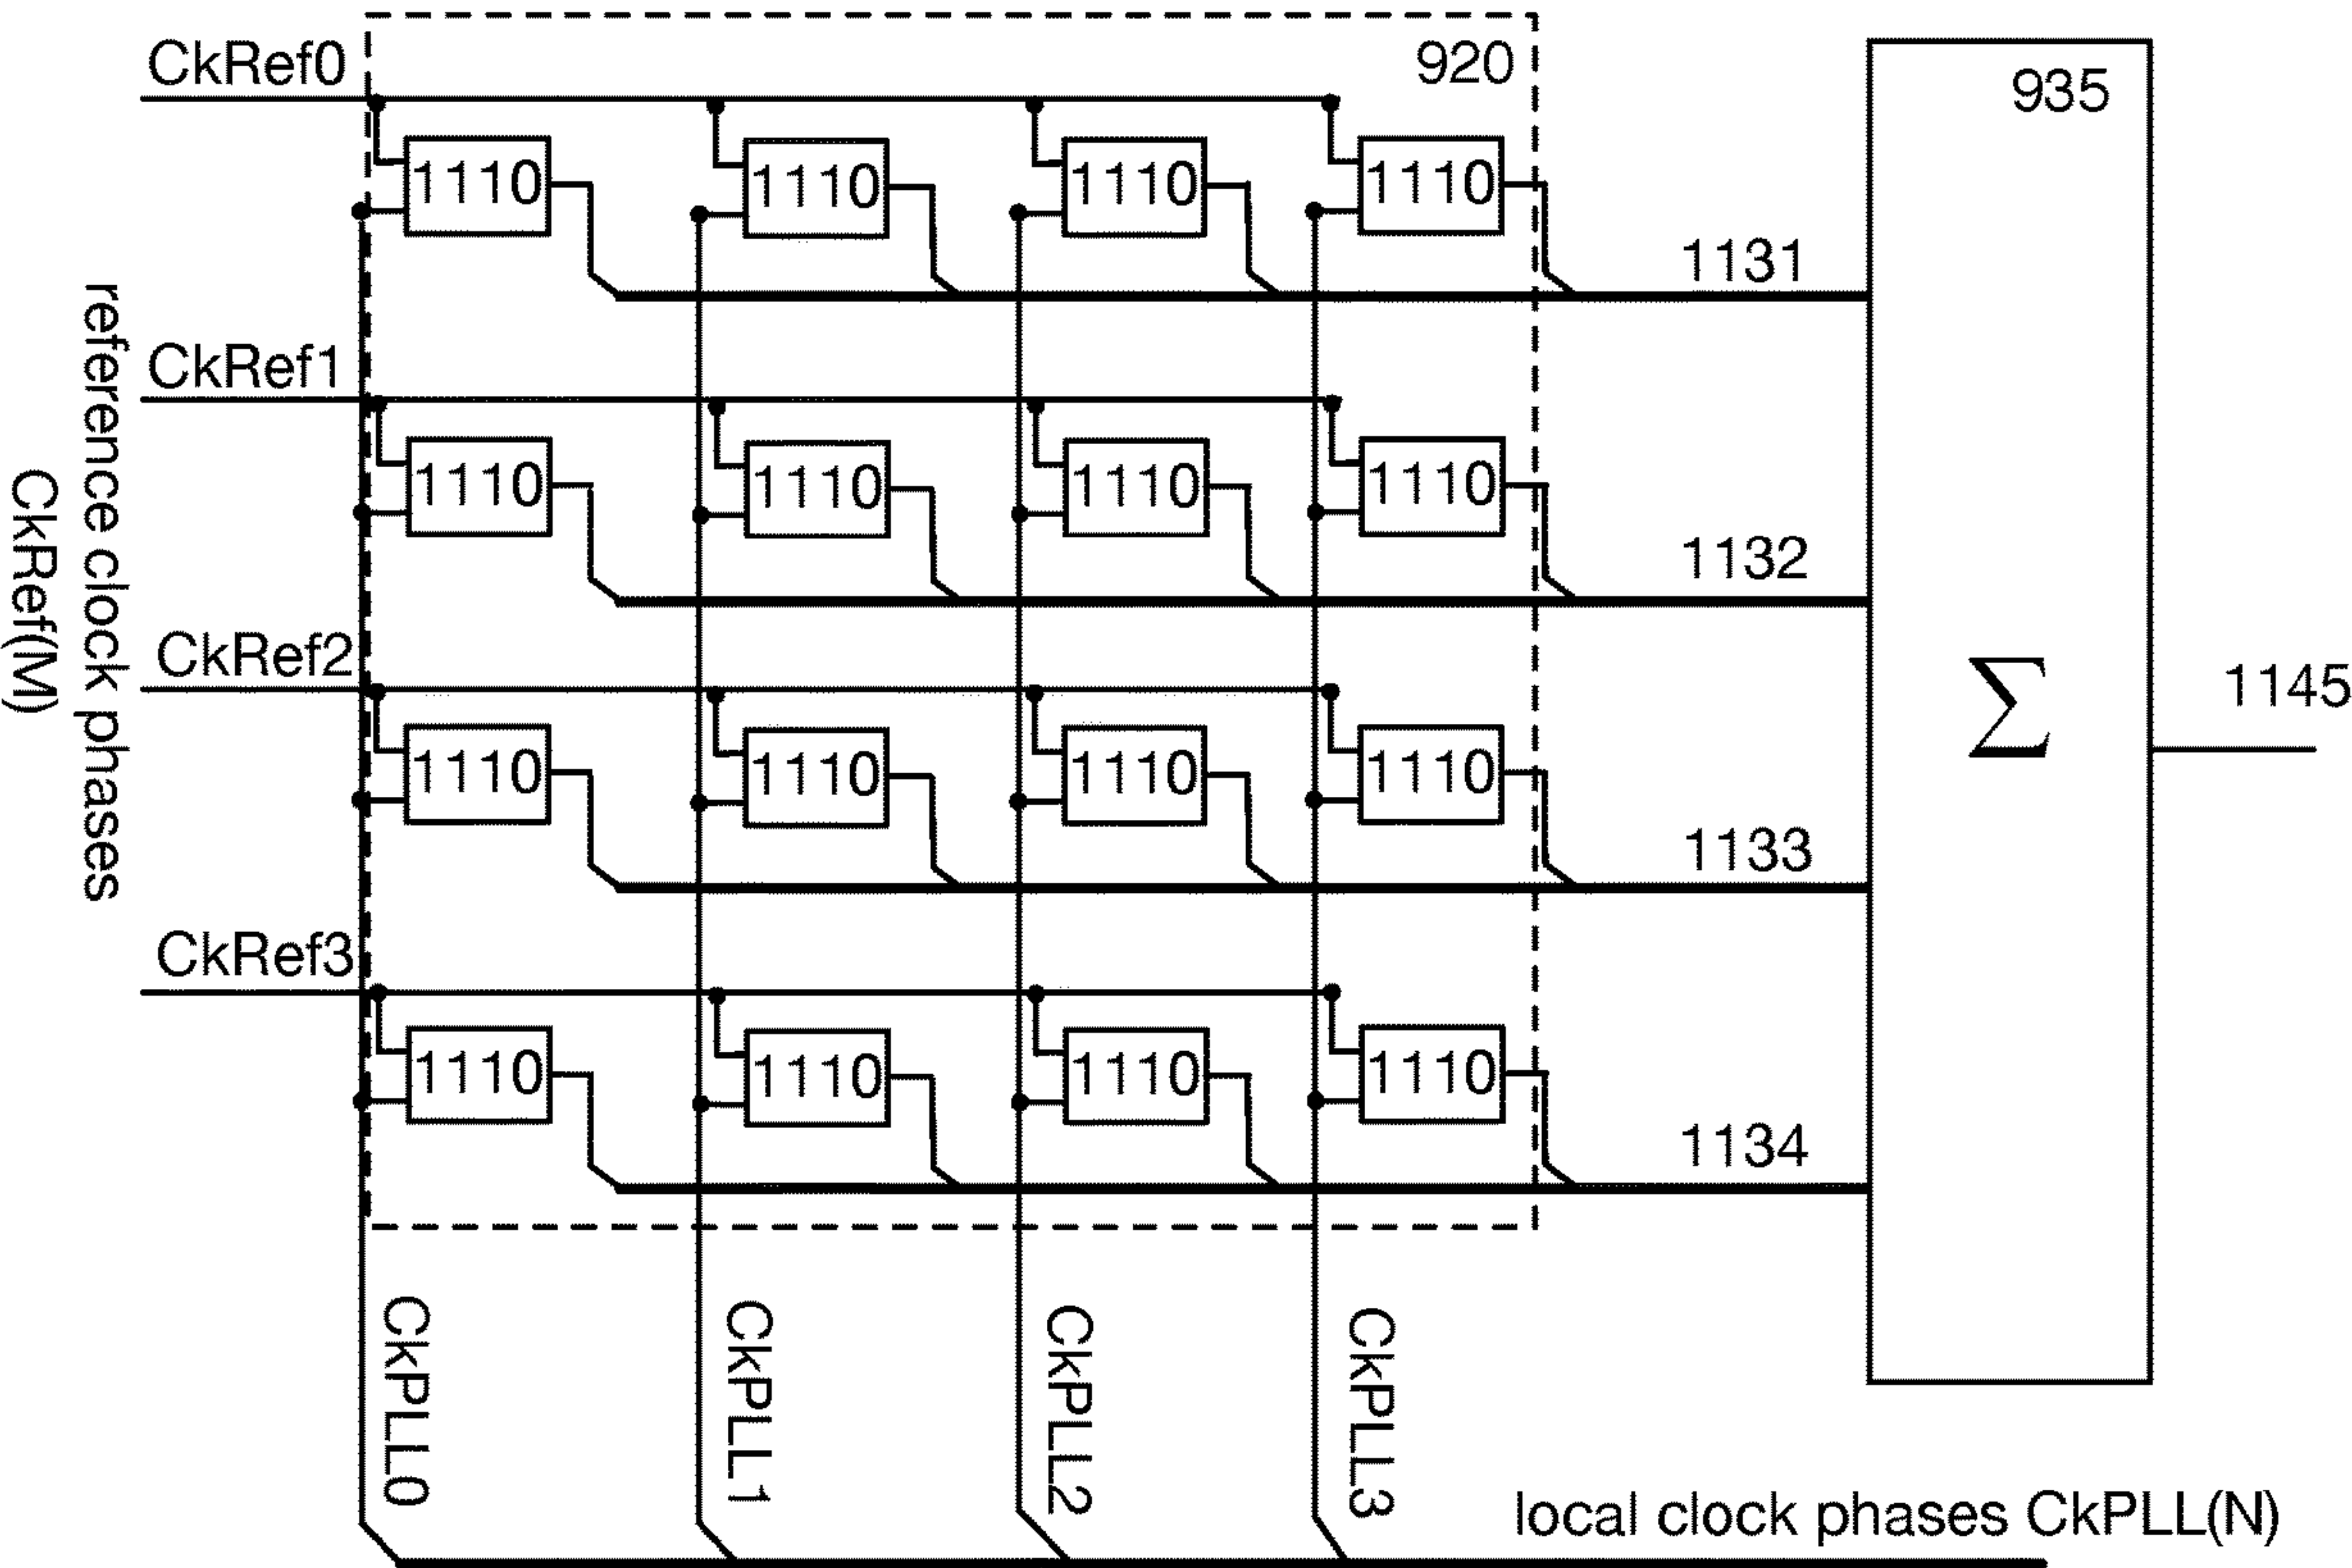 CkRef0
920
935
1110 1110 1110 1110
1131
CkRef1
1110 1110 1110 1110
1132
reference clock phases
CkRef(M)
CkRef2
1110 1110 1110 1110
1133
Σ
1145
CkRef3
1110 1110 1110 1110
1134
CkPLL0
CkPLL1
CkPLL2
CkPLL3
local clock phases CkPLL(N)